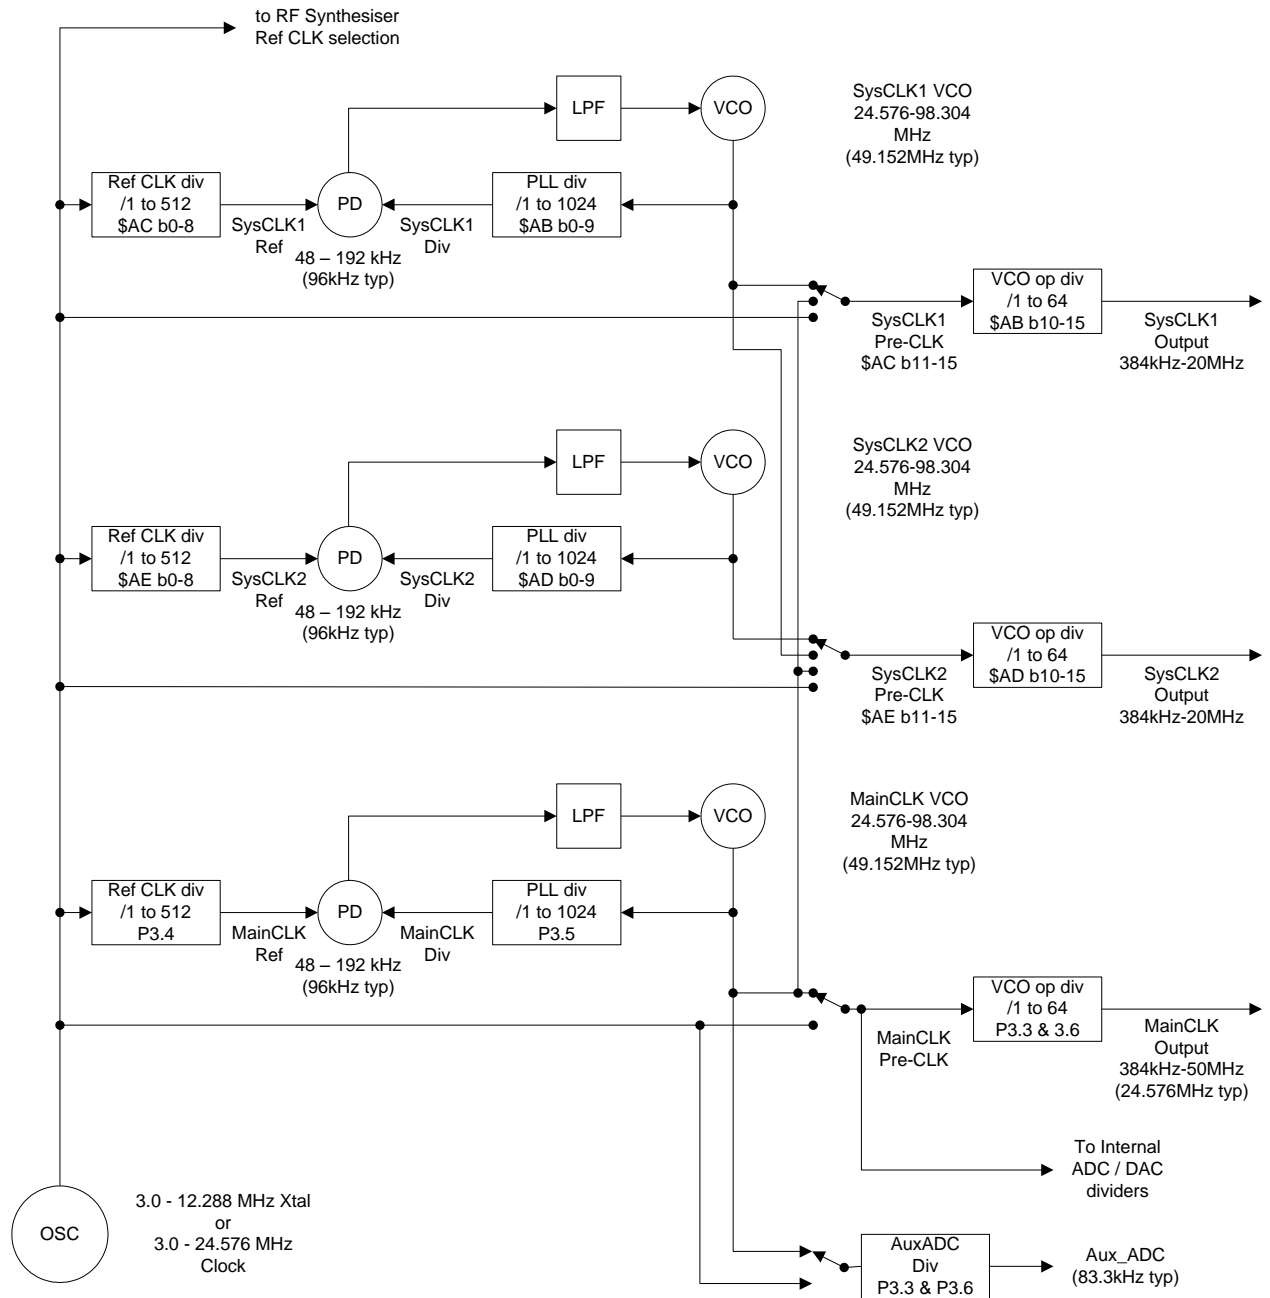 to RF Synthesiser
Ref CLK selection
LPF
VCO
SysCLK1 VCO
24.576-98.304
MHz
(49.152MHz typ)
Ref CLK div
/1 to 512
$AC b0-8
SysCLK1
Ref
PD
48 – 192 kHz
(96kHz typ)
SysCLK1
Div
PLL div
/1 to 1024
$AB b0-9
SysCLK1
Pre-CLK
$AC b11-15
VCO op div
/1 to 64
$AB b10-15
SysCLK1
Output
384kHz-20MHz
LPF
VCO
SysCLK2 VCO
24.576-98.304
MHz
(49.152MHz typ)
Ref CLK div
/1 to 512
$AE b0-8
SysCLK2
Ref
PD
48 – 192 kHz
(96kHz typ)
SysCLK2
Div
PLL div
/1 to 1024
$AD b0-9
SysCLK2
Pre-CLK
$AE b11-15
VCO op div
/1 to 64
$AD b10-15
SysCLK2
Output
384kHz-20MHz
LPF
VCO
MainCLK VCO
24.576-98.304
MHz
(49.152MHz typ)
Ref CLK div
/1 to 512
P3.4
MainCLK
Ref
PD
48 – 192 kHz
(96kHz typ)
MainCLK
Div
PLL div
/1 to 1024
P3.5
MainCLK
Pre-CLK
VCO op div
/1 to 64
P3.3 & 3.6
MainCLK
Output
384kHz-50MHz
(24.576MHz typ)
To Internal
ADC / DAC
dividers
OSC
3.0 - 12.288 MHz Xtal
or
3.0 - 24.576 MHz
Clock
AuxADC
Div
P3.3 & P3.6
Aux_ADC
(83.3kHz typ)